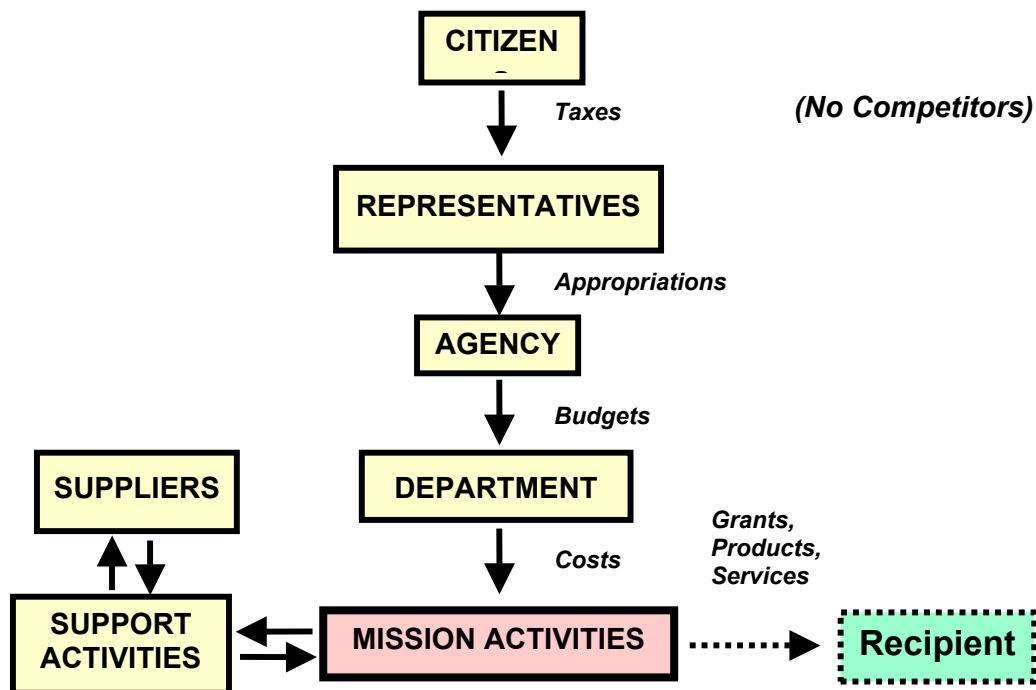 CITIZEN
Taxes
(No Competitors)
REPRESENTATIVES
Appropriations
AGENCY
Budgets
SUPPLIERS
DEPARTMENT
Grants,
Products,
Services
Costs
SUPPORT
ACTIVITIES
MISSION ACTIVITIES
Recipient